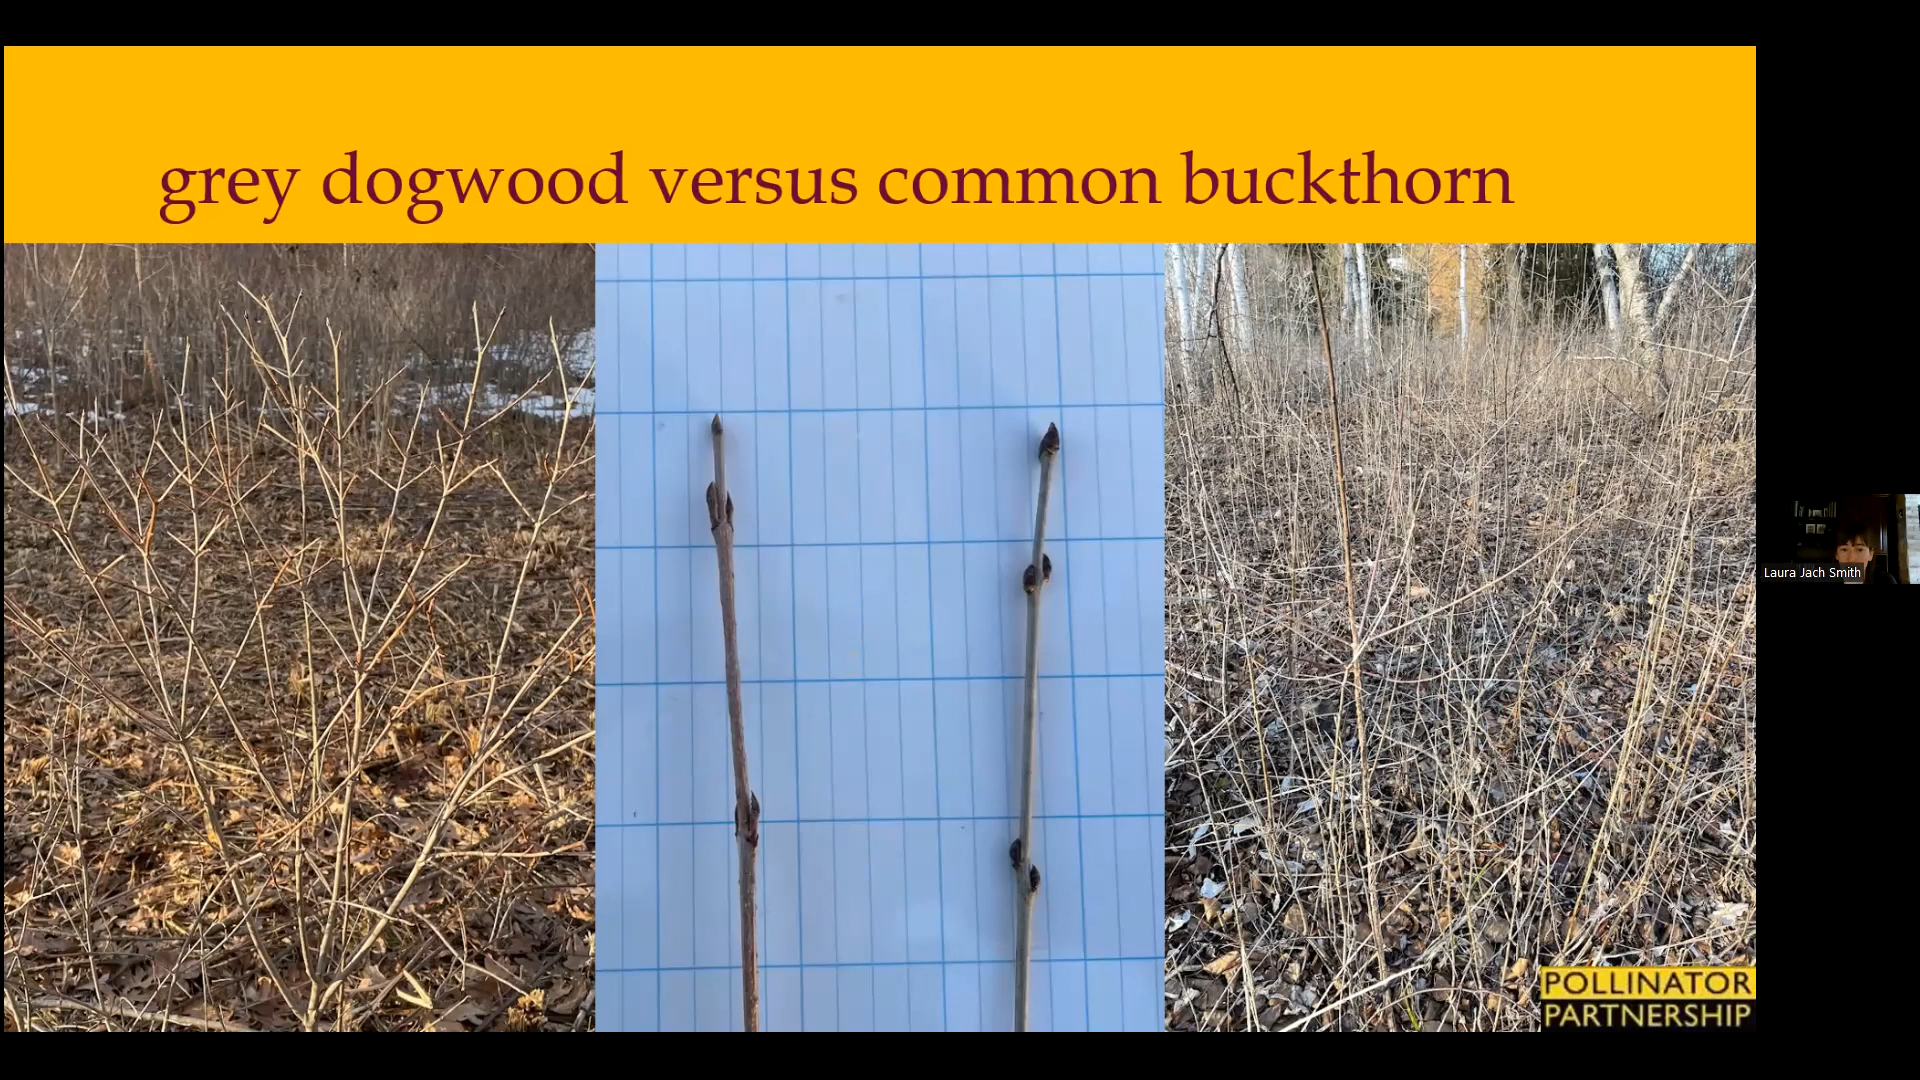 grey dogwood versus common buckthorn
Laura Jach Smith
POLLINATOR
PARTNERSHIP